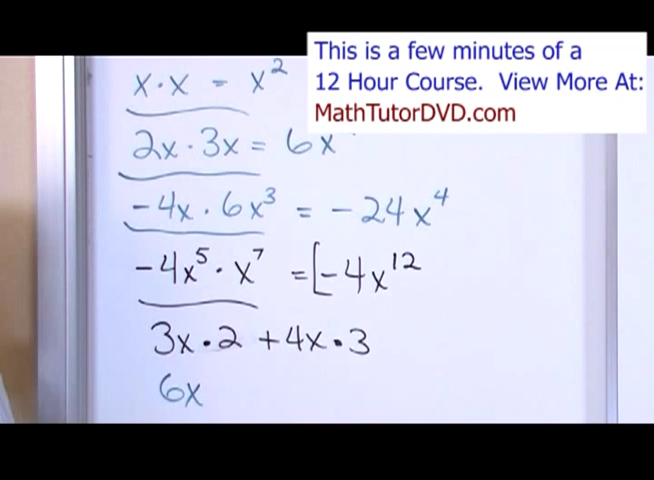 This is a few minutes of a
12 Hour Course. View More At:
MathTutorDVD.com
x·x = x²
2x·3x = 6x
-4x·6x³ = -24x⁴
-4x⁵·x⁷ = [-4x¹²
3x·2 +4x·3
6x